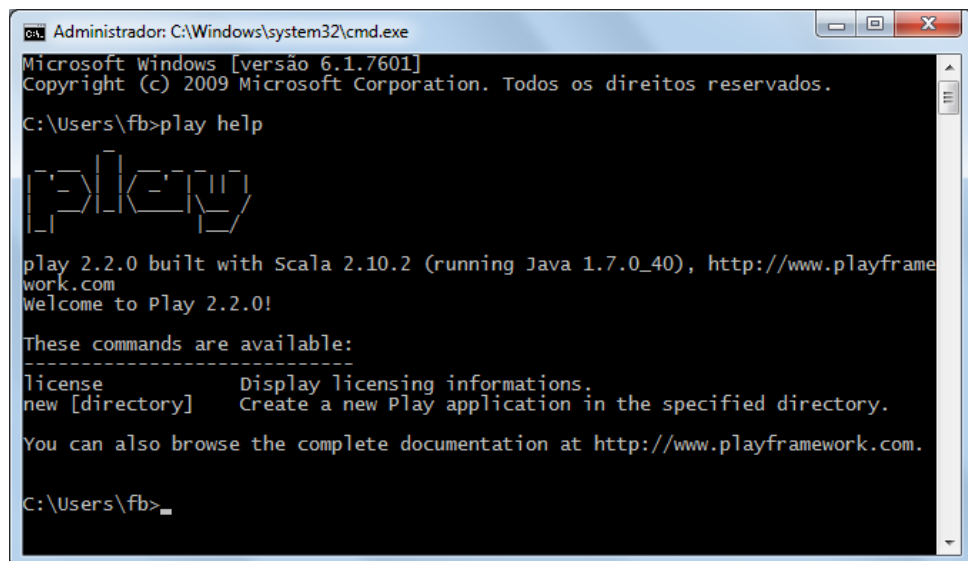 Administrador: C:\Windows\system32\cmd.exe
Microsoft Windows [versão 6.1.7601]
Copyright (c) 2009 Microsoft Corporation. Todos os direitos reservados.
C:\Users\fb>play help
play
play 2.2.0 built with Scala 2.10.2 (running Java 1.7.0_40), http://www.playframe
work.com
Welcome to Play 2.2.0!
These commands are available:
-----------------------------
license Display licensing informations.
new [directory] Create a new Play application in the specified directory.
You can also browse the complete documentation at http://www.playframework.com.
C:\Users\fb>_